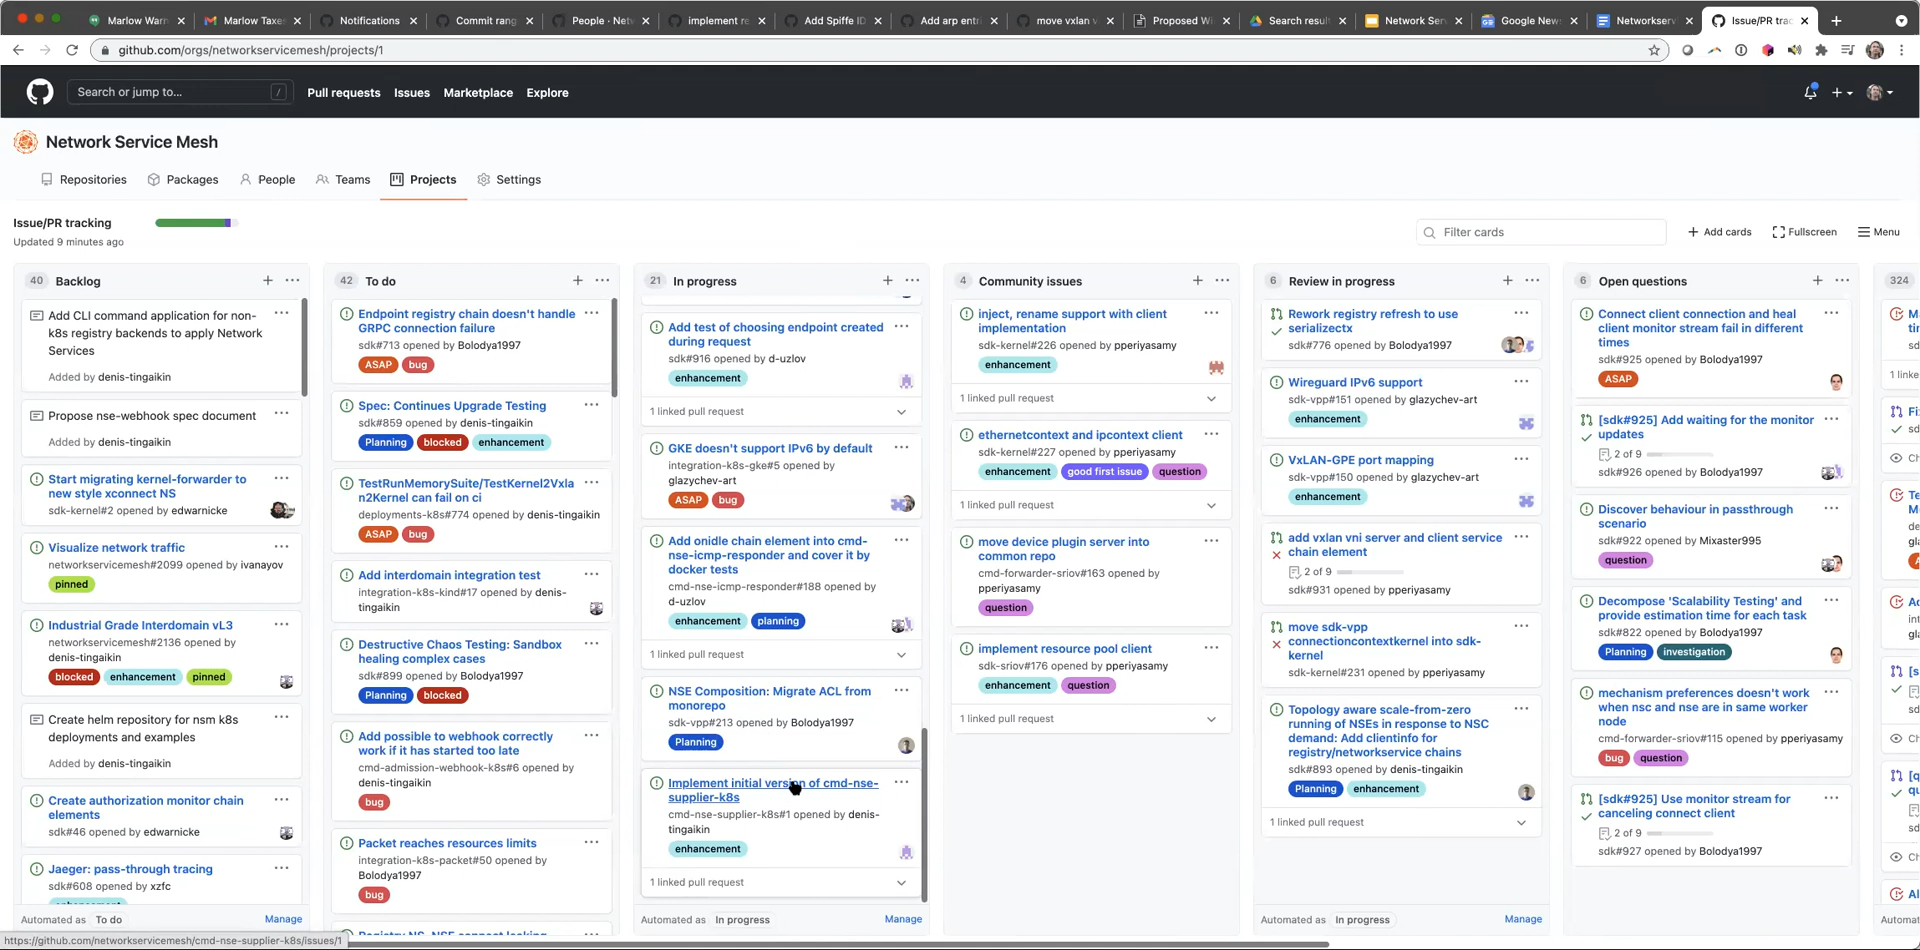 Marlow Warn
Marlow Taxes
Notifications
Commit rang
People · Netw
implement re
Add Spiffe ID
Add arp entri
move vxlan v
Proposed Wi
Search result
Network Serv
Google News
Networkservi
Issue/PR trac
github.com/orgs/networkservicemesh/projects/1
Search or jump to... /
Pull requests Issues Marketplace Explore
Network Service Mesh
Repositories Packages People Teams Projects Settings
Issue/PR tracking
Updated 9 minutes ago
Filter cards
Add cards Fullscreen Menu
40 Backlog
Add CLI command application for non-
k8s registry backends to apply Network
Services
Added by denis-tingaikin
Propose nse-webhook spec document
Added by denis-tingaikin
Start migrating kernel-forwarder to
new style xconnect NS
sdk-kernel#2 opened by edwarnicke
Visualize network traffic
networkservicemesh#2099 opened by ivanayov
pinned
Industrial Grade Interdomain vL3
networkservicemesh#2136 opened by
denis-tingaikin
blocked enhancement pinned
Create helm repository for nsm k8s
deployments and examples
Added by denis-tingaikin
Create authorization monitor chain
elements
sdk#46 opened by edwarnicke
Jaeger: pass-through tracing
sdk#608 opened by xzfc
enhancement
Automated as To do Manage
https://github.com/networkservicemesh/cmd-nse-supplier-k8s/issues/1
42 To do
Endpoint registry chain doesn't handle
GRPC connection failure
sdk#713 opened by Bolodya1997
ASAP bug
Spec: Continues Upgrade Testing
sdk#859 opened by denis-tingaikin
Planning blocked enhancement
TestRunMemorySuite/TestKernel2Vxla
n2Kernel can fail on ci
deployments-k8s#774 opened by denis-tingaikin
ASAP bug
Add interdomain integration test
integration-k8s-kind#17 opened by denis-
tingaikin
Destructive Chaos Testing: Sandbox
healing complex cases
sdk#899 opened by Bolodya1997
Planning blocked
Add possible to webhook correctly
work if it has started too late
cmd-admission-webhook-k8s#6 opened by
denis-tingaikin
bug
Packet reaches resources limits
integration-k8s-packet#50 opened by
Bolodya1997
bug
21 In progress
Add test of choosing endpoint created
during request
sdk#916 opened by d-uzlov
enhancement
1 linked pull request
GKE doesn't support IPv6 by default
integration-k8s-gke#5 opened by
glazychev-art
ASAP bug
Add onidle chain element into cmd-
nse-icmp-responder and cover it by
docker tests
cmd-nse-icmp-responder#188 opened by
d-uzlov
enhancement planning
1 linked pull request
NSE Composition: Migrate ACL from
monorepo
sdk-vpp#213 opened by Bolodya1997
Planning
Implement initial version of cmd-nse-
supplier-k8s
cmd-nse-supplier-k8s#1 opened by denis-
tingaikin
enhancement
1 linked pull request
Automated as In progress Manage
4 Community issues
inject, rename support with client
implementation
sdk-kernel#226 opened by pperiyasamy
enhancement
1 linked pull request
ethernetcontext and ipcontext client
sdk-kernel#227 opened by pperiyasamy
enhancement good first issue question
1 linked pull request
move device plugin server into
common repo
cmd-forwarder-sriov#163 opened by
pperiyasamy
question
implement resource pool client
sdk-sriov#176 opened by pperiyasamy
enhancement question
1 linked pull request
6 Review in progress
Rework registry refresh to use
serializectx
sdk#776 opened by Bolodya1997
Wireguard IPv6 support
sdk-vpp#151 opened by glazychev-art
enhancement
VxLAN-GPE port mapping
sdk-vpp#150 opened by glazychev-art
enhancement
add vxlan vni server and client service
chain element
2 of 9
sdk#931 opened by pperiyasamy
move sdk-vpp
connectioncontextkernel into sdk-
kernel
sdk-kernel#231 opened by pperiyasamy
Topology aware scale-from-zero
running of NSEs in response to NSC
demand: Add clientinfo for
registry/networkservice chains
sdk#893 opened by denis-tingaikin
Planning enhancement
1 linked pull request
Automated as In progress Manage
6 Open questions
Connect client connection and heal
client monitor stream fail in different
times
sdk#925 opened by Bolodya1997
ASAP
[sdk#925] Add waiting for the monitor
updates
2 of 9
sdk#926 opened by Bolodya1997
Discover behaviour in passthrough
scenario
sdk#922 opened by Mixaster995
question
Decompose 'Scalability Testing' and
provide estimation time for each task
sdk#822 opened by Bolodya1997
Planning investigation
mechanism preferences doesn't work
when nsc and nse are in same worker
node
cmd-forwarder-sriov#115 opened by pperiyasamy
bug question
[sdk#925] Use monitor stream for
canceling connect client
2 of 9
sdk#927 opened by Bolodya1997
324
1 linke
Automat